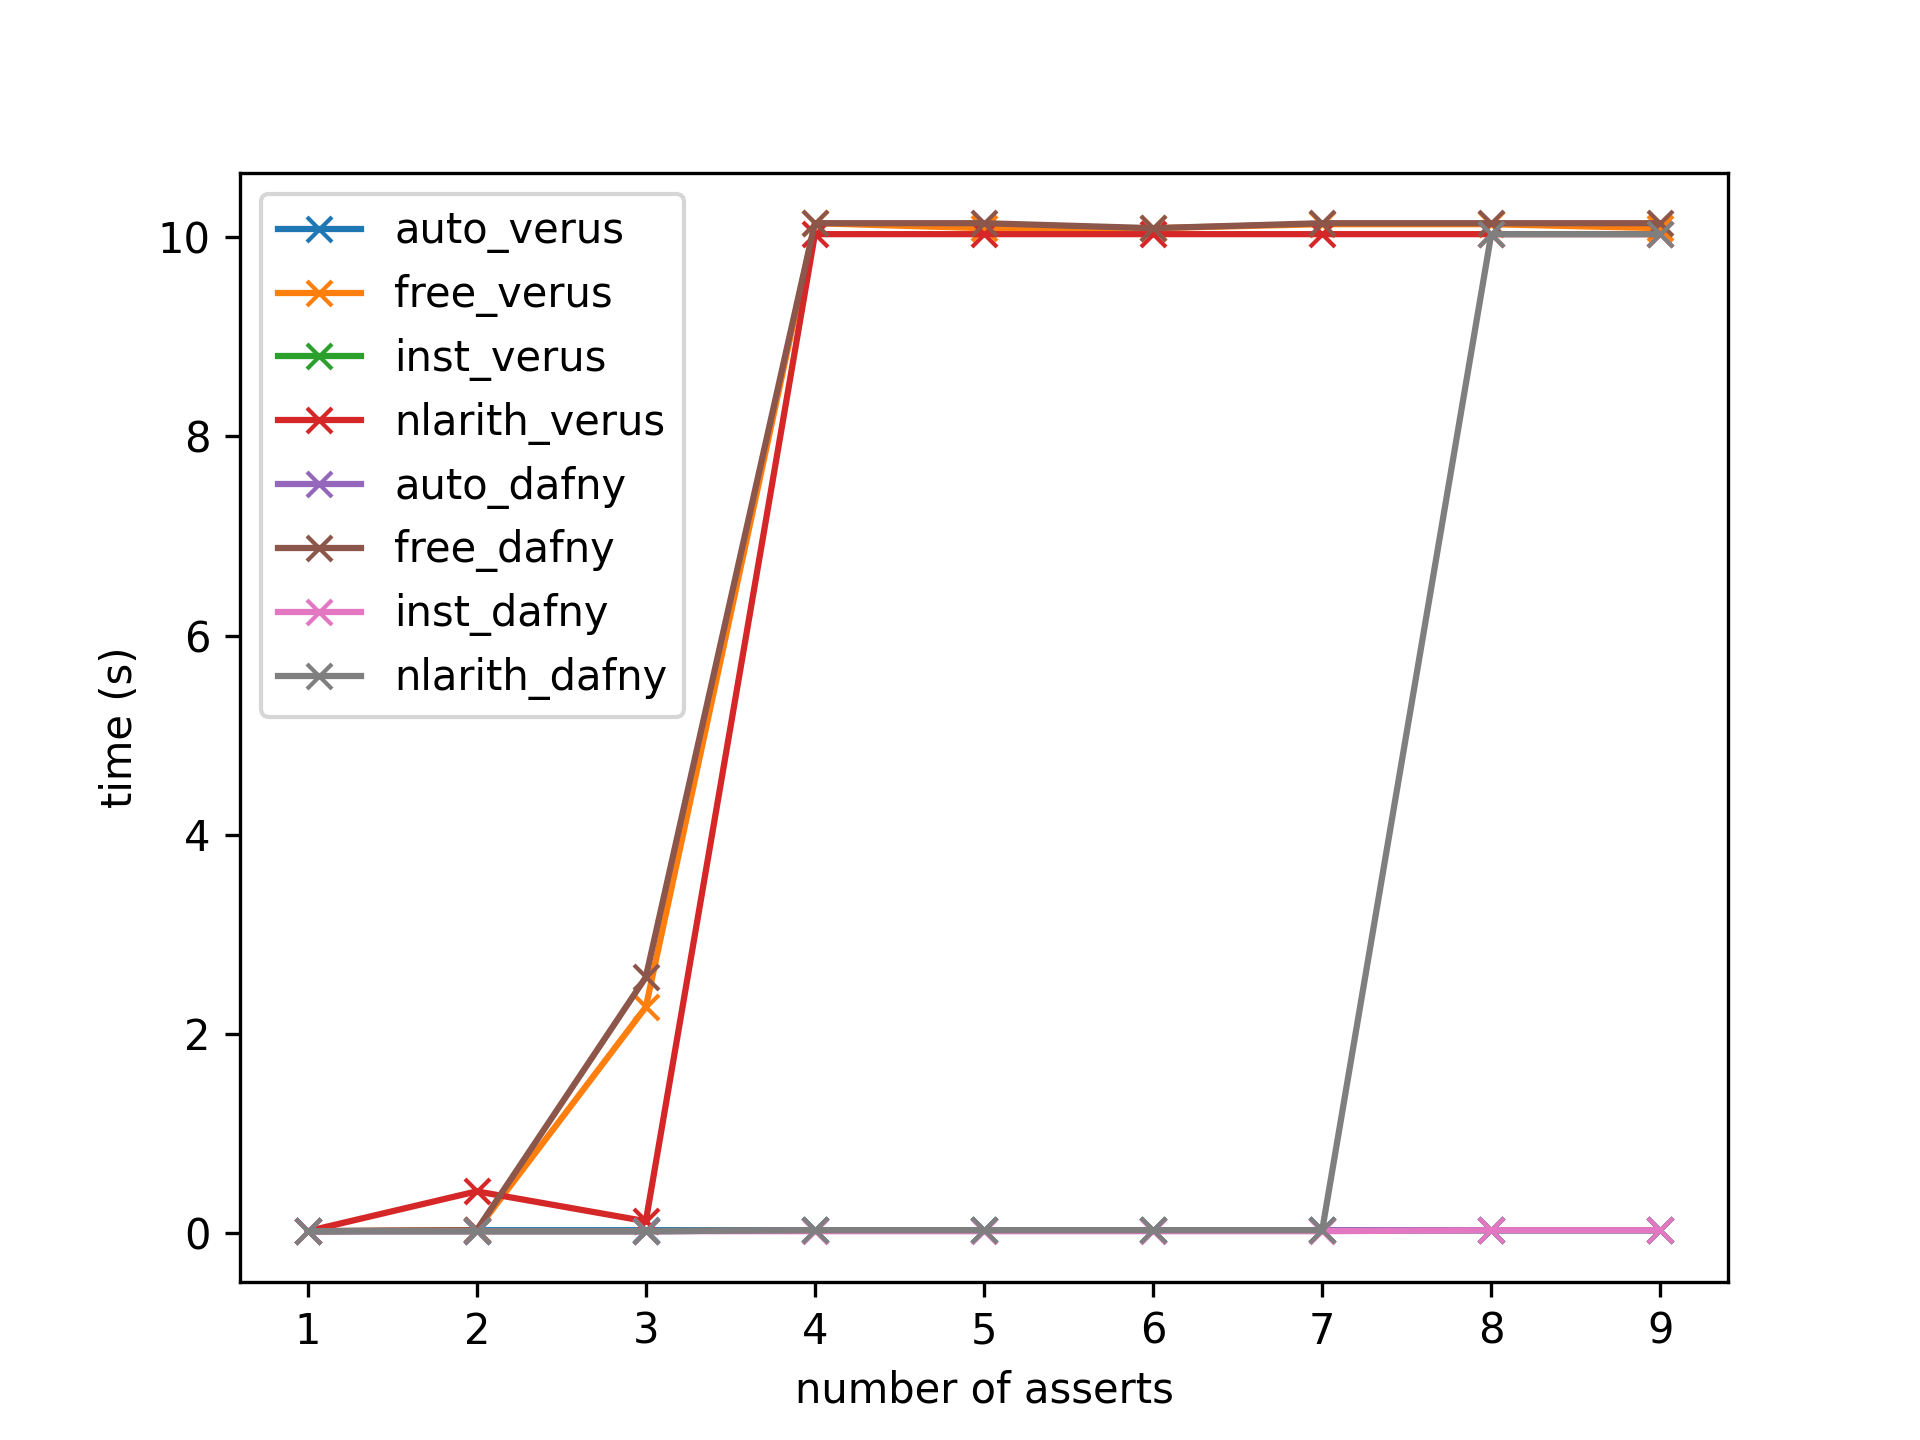 auto_verus
free_verus
inst_verus
nlarith_verus
auto_dafny
free_dafny
inst_dafny
nlarith_dafny
time (s)
10
8
6
4
2
0
1 2 3 4 5 6 7 8 9
number of asserts